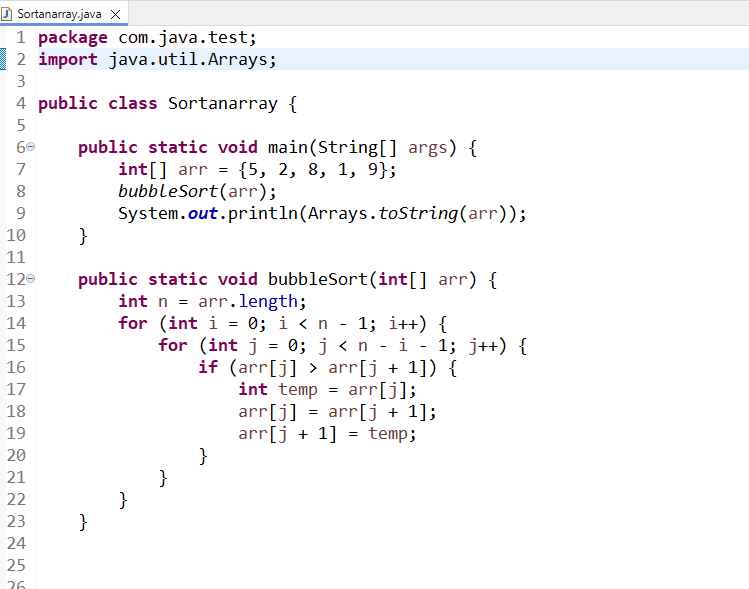 Sortanarray.java
1 package com.java.test;
2 import java.util.Arrays;
3
4 public class Sortanarray {
5
6     public static void main(String[] args) {
7         int[] arr = {5, 2, 8, 1, 9};
8         bubbleSort(arr);
9         System.out.println(Arrays.toString(arr));
10     }
11
12     public static void bubbleSort(int[] arr) {
13         int n = arr.length;
14         for (int i = 0; i < n - 1; i++) {
15             for (int j = 0; j < n - i - 1; j++) {
16                 if (arr[j] > arr[j + 1]) {
17                     int temp = arr[j];
18                     arr[j] = arr[j + 1];
19                     arr[j + 1] = temp;
20                 }
21             }
22         }
23     }
24
25
26